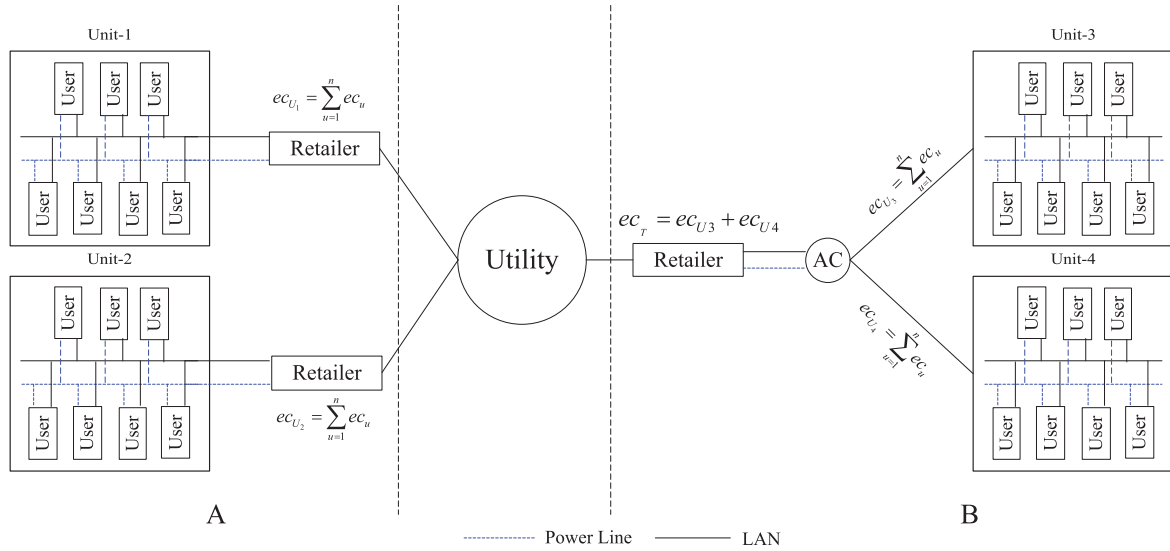 Unit-1
User User User
User User User User
ec_{U_1} = \sum_{u=1}^{n} ec_u
Retailer
Unit-2
User User User
User User User User
Retailer
ec_{U_2} = \sum_{u=1}^{n} ec_u
A
Utility
ec_T = ec_{U3} + ec_{U4}
Retailer
AC
ec_{U_3} = \sum_{u=1}^{n} ec_u
ec_{U_4} = \sum_{u=1}^{n} ec_u
Unit-3
User User User
User User User User
Unit-4
User User User
User User User User
B
Power Line
LAN